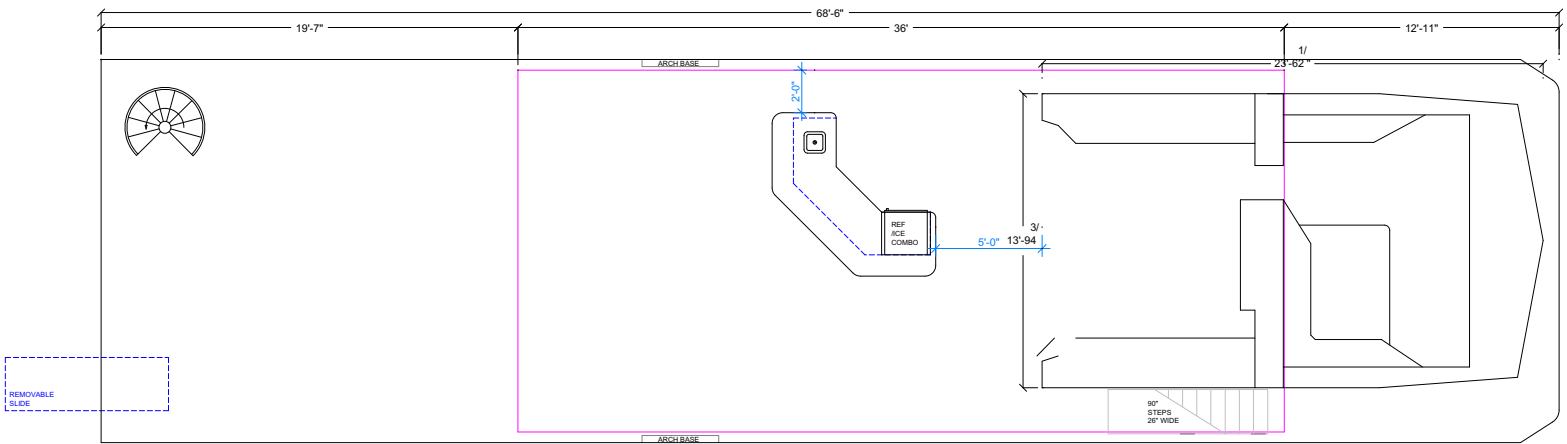 68'-6"
19'-7"
36'
12'-11"
1/
23'-62 "
ARCH BASE
2'-0"
REF
/ICE
COMBO
5'-0"
3/
13'-94
REMOVABLE
SLIDE
90"
STEPS
26" WIDE
ARCH BASE